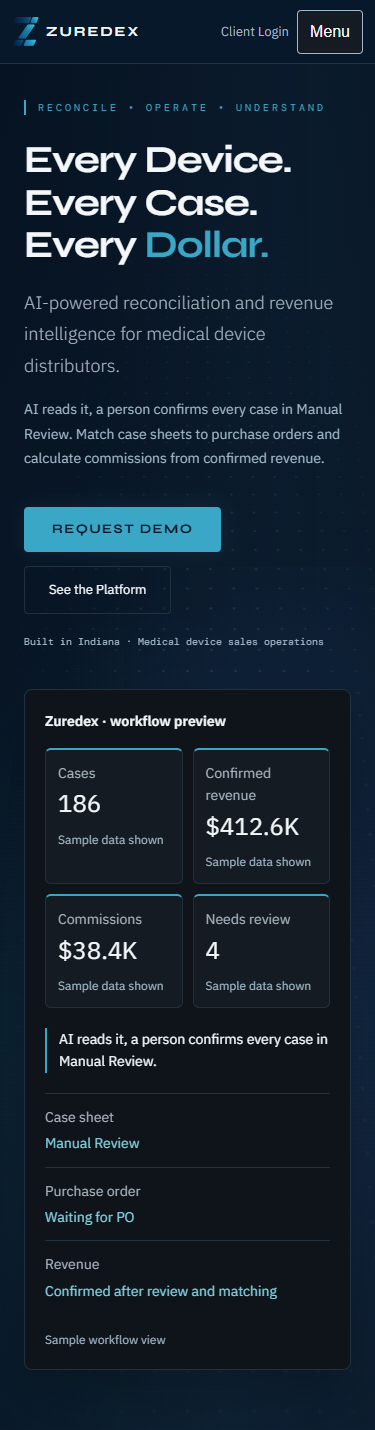 ZUREDEX
Client Login
Menu
RECONCILE • OPERATE • UNDERSTAND
Every Device.
Every Case.
Every Dollar.
AI-powered reconciliation and revenue
intelligence for medical device
distributors.
AI reads it, a person confirms every case in Manual
Review. Match case sheets to purchase orders and
calculate commissions from confirmed revenue.
REQUEST DEMO
See the Platform
Built in Indiana · Medical device sales operations
Zuredex · workflow preview
Cases
186
Sample data shown
Confirmed
revenue
$412.6K
Sample data shown
Commissions
$38.4K
Sample data shown
Needs review
4
Sample data shown
AI reads it, a person confirms every case in
Manual Review.
Case sheet
Manual Review
Purchase order
Waiting for PO
Revenue
Confirmed after review and matching
Sample workflow view